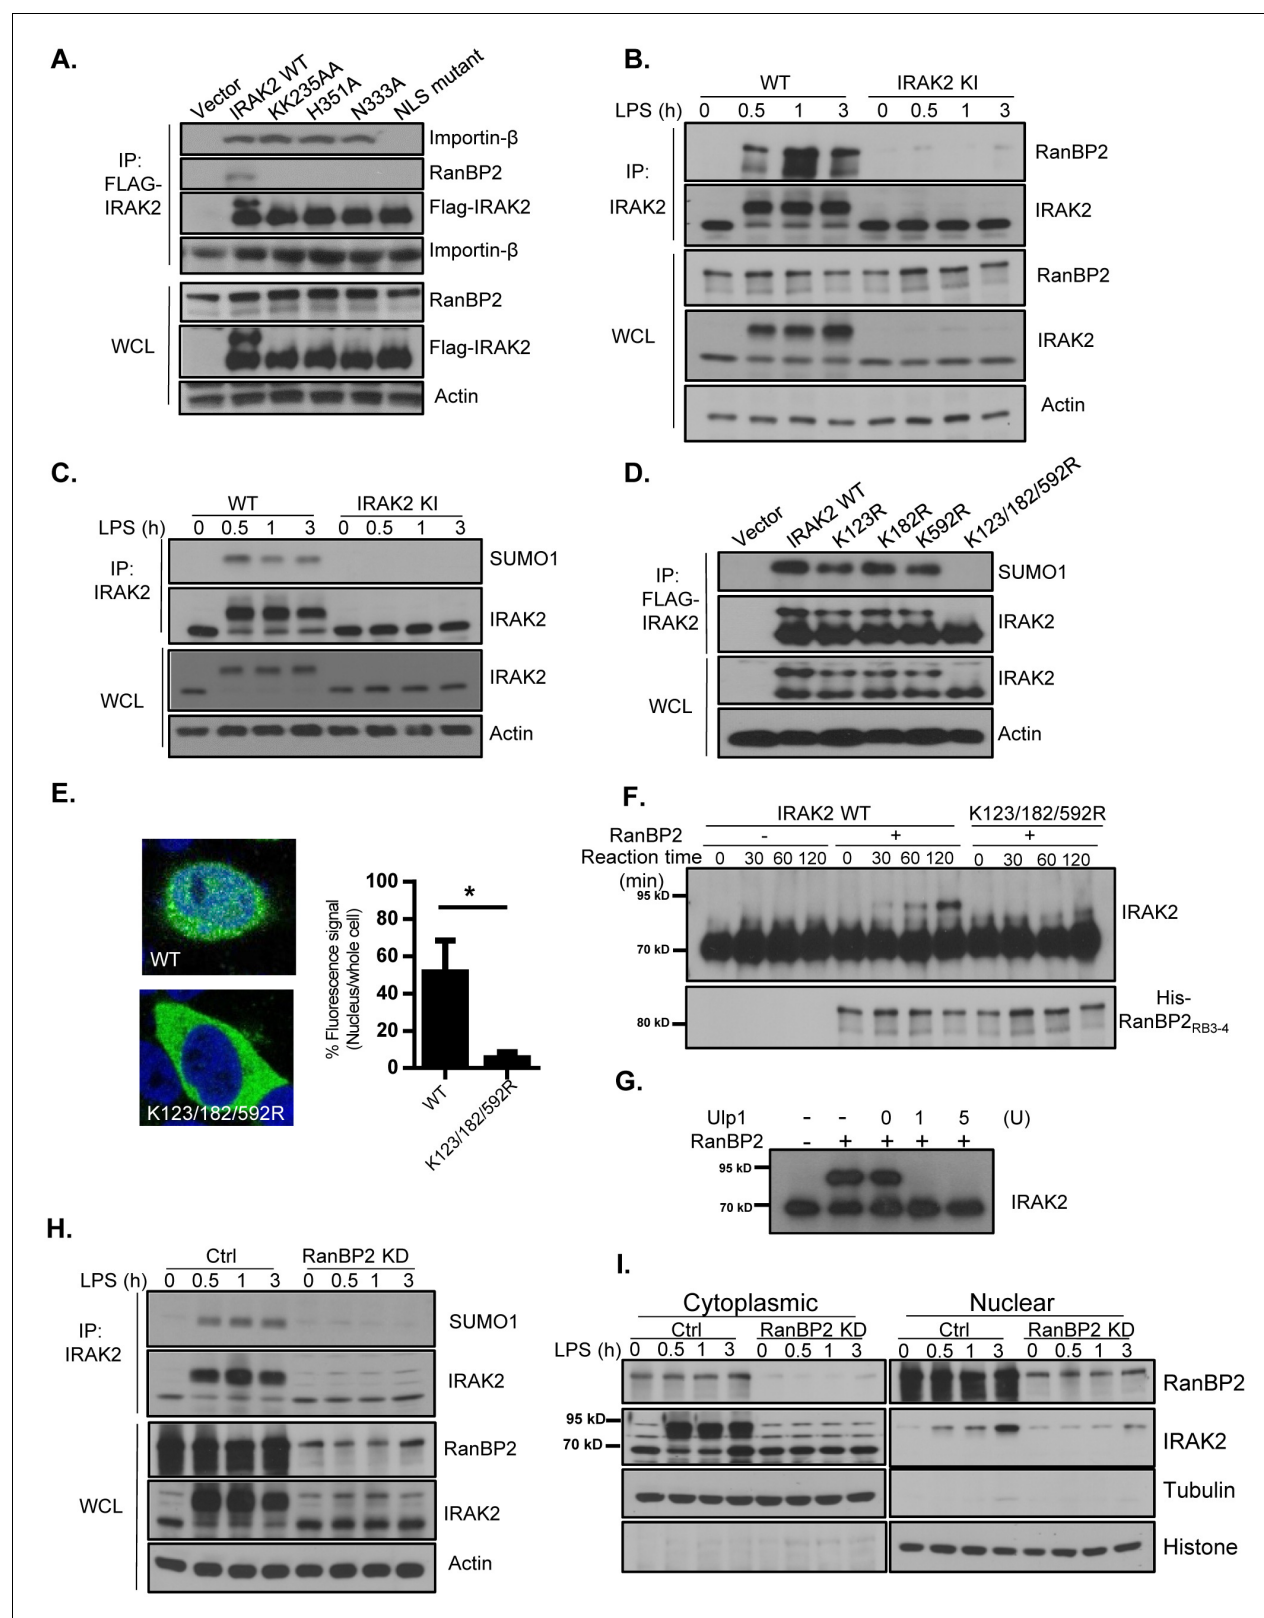 A.
Vector
IRAK2 WT
KK235AA
H351A
N333A
NLS mutant
IP:
FLAG-
IRAK2
Importin-β
RanBP2
Flag-IRAK2
Importin-β
WCL
RanBP2
Flag-IRAK2
Actin
B.
WT IRAK2 KI
LPS (h) 0 0.5 1 3 0 0.5 1 3
IP:
IRAK2
RanBP2
IRAK2
WCL
RanBP2
IRAK2
Actin
C.
WT IRAK2 KI
LPS (h) 0 0.5 1 3 0 0.5 1 3
IP:
IRAK2
SUMO1
IRAK2
WCL
IRAK2
Actin
D.
Vector
IRAK2 WT
K123R
K182R
K592R
K123/182/592R
IP:
FLAG-
IRAK2
SUMO1
IRAK2
WCL
IRAK2
Actin
E.
WT
K123/182/592R
% Fluorescence signal
(Nucleus/whole cell)
100
80
60
40
20
0
*
WT
K123/182/592R
F.
IRAK2 WT K123/182/592R
RanBP2 - + +
Reaction time 0 30 60 120 0 30 60 120 0 30 60 120
(min)
95 kD
70 kD
IRAK2
80 kD
His-
RanBP2RB3-4
G.
Ulp1 - - 0 1 5 (U)
RanBP2 - + + + +
95 kD
70 kD
IRAK2
H.
Ctrl RanBP2 KD
LPS (h) 0 0.5 1 3 0 0.5 1 3
IP:
IRAK2
SUMO1
IRAK2
WCL
RanBP2
IRAK2
Actin
I.
Cytoplasmic Nuclear
Ctrl RanBP2 KD Ctrl RanBP2 KD
LPS (h) 0 0.5 1 3 0 0.5 1 3 0 0.5 1 3 0 0.5 1 3
RanBP2
95 kD
70 kD
IRAK2
Tubulin
Histone